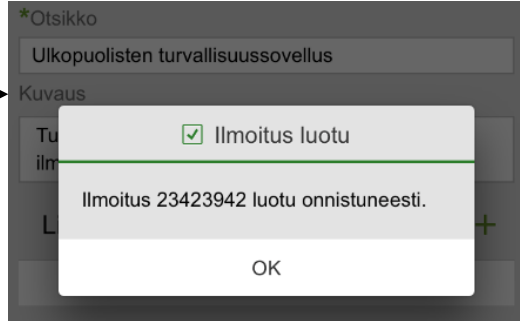 *Otsikko
Ulkopuolisten turvallisuussovellus
Kuvaus
Ilmoitus luotu
Ilmoitus 23423942 luotu onnistuneesti.
OK